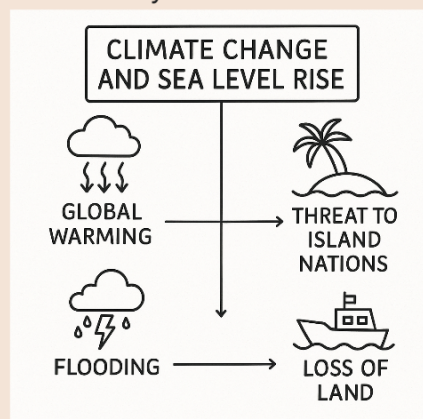 CLIMATE CHANGE
AND SEA LEVEL RISE
GLOBAL
WARMING
THREAT TO
ISLAND
NATIONS
FLOODING
LOSS OF
LAND